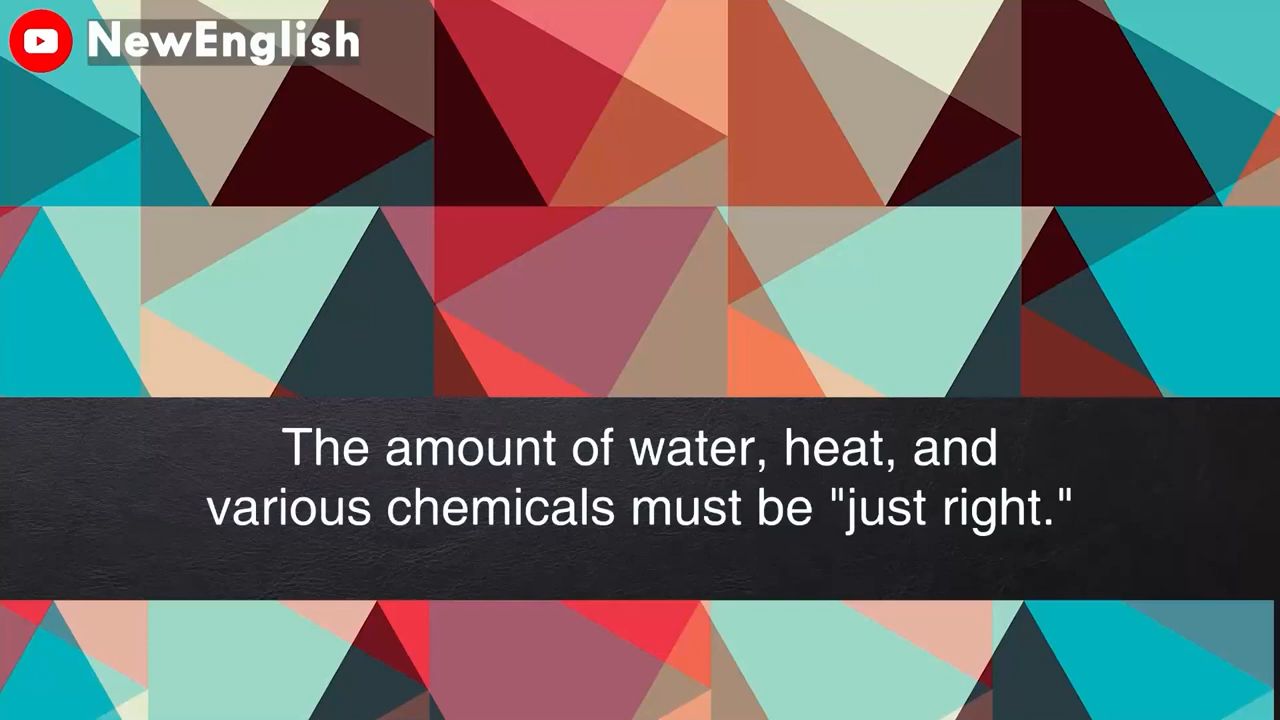 NewEnglish
The amount of water, heat, and
various chemicals must be "just right."